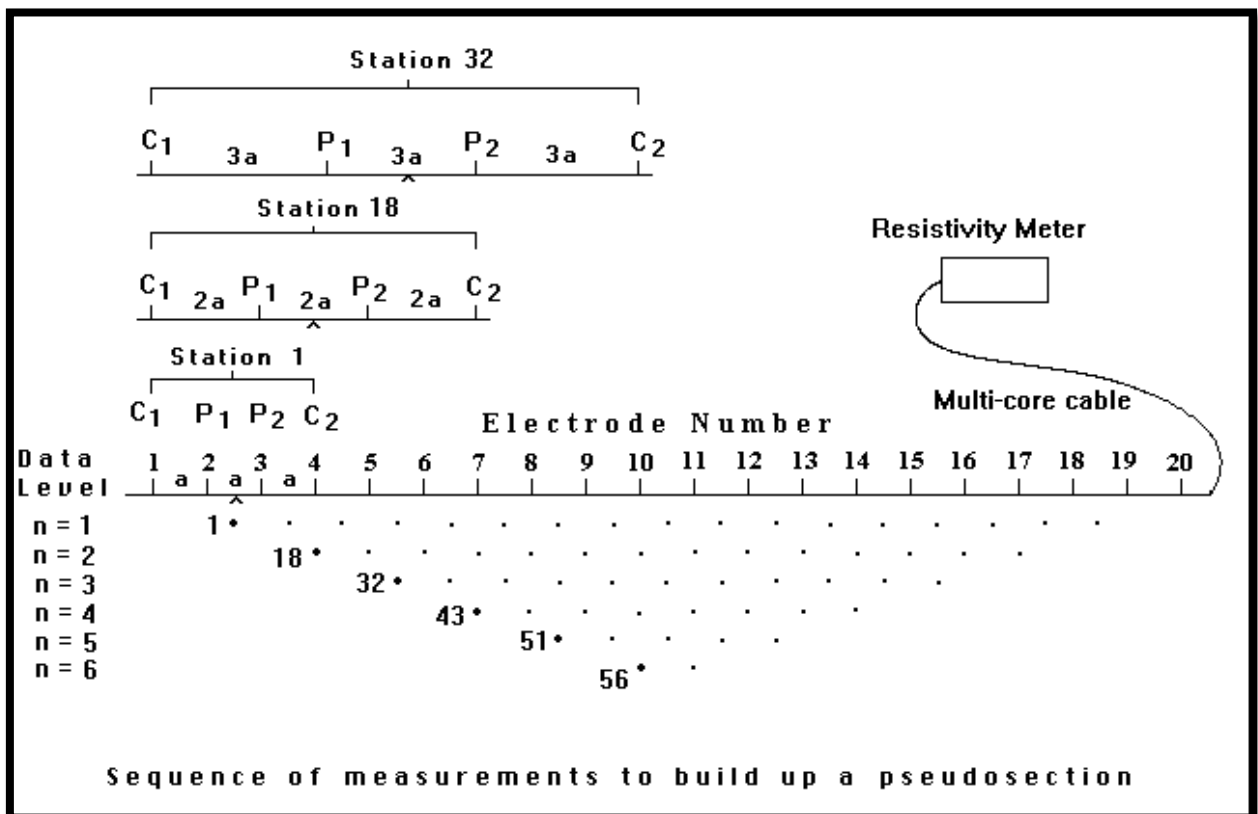 Station 32
C1 P1 P2 C2
3a 3a 3a
Station 18
C1 P1 P2 C2
2a 2a 2a
Resistivity Meter
Station 1
C1 P1 P2 C2
Multi-core cable
Electrode Number
Data Level
1 2 3 4 5 6 7 8 9 10 11 12 13 14 15 16 17 18 19 20
a a a
n = 1 1
n = 2 18
n = 3 32
n = 4 43
n = 5 51
n = 6 56
Sequence of measurements to build up a pseudosection